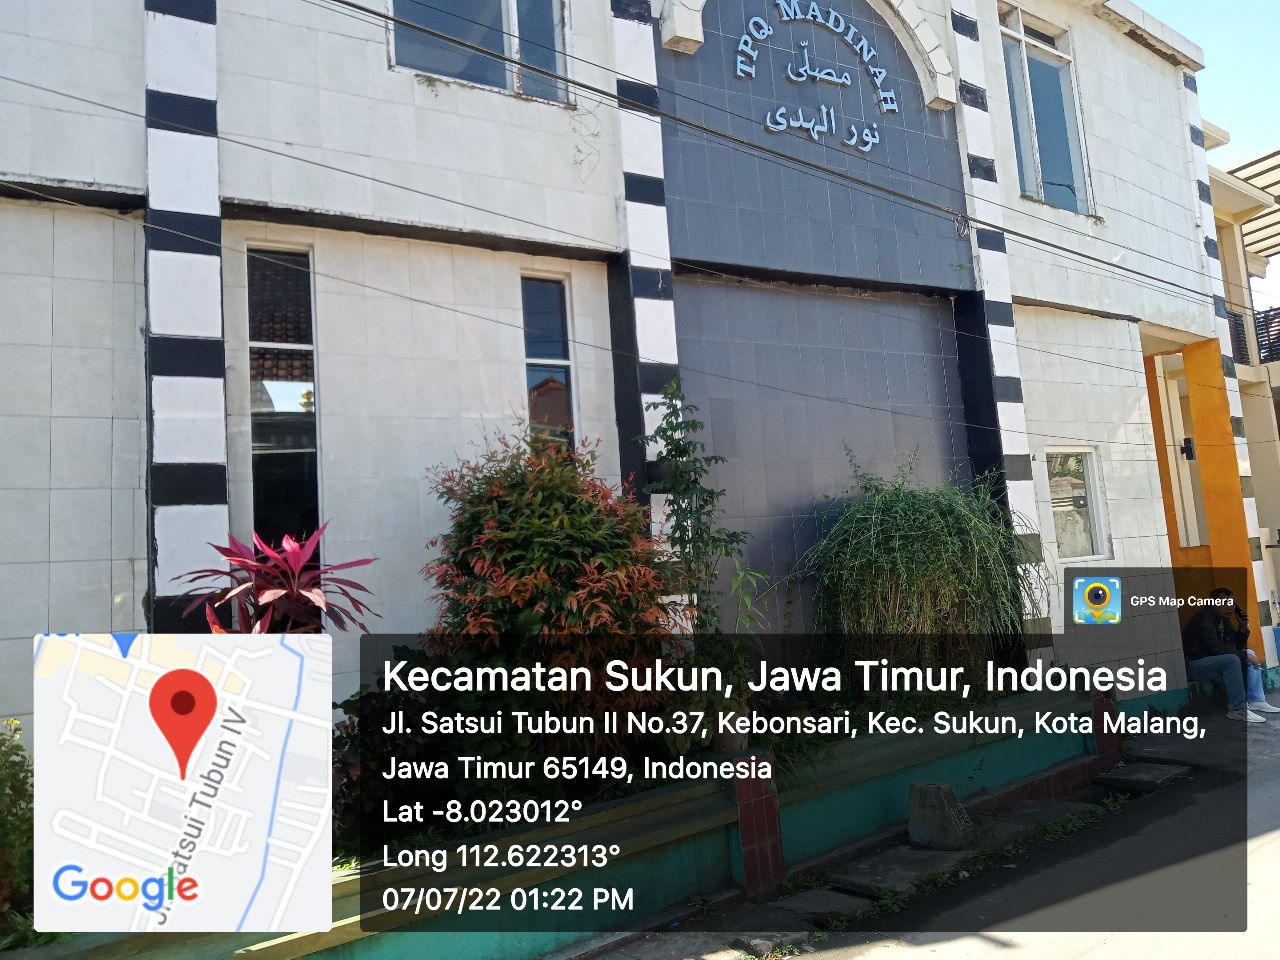 TPQ MADINAH
مصلّى
نور الهدى
GPS Map Camera
Kecamatan Sukun, Jawa Timur, Indonesia
Jl. Satsui Tubun II No.37, Kebonsari, Kec. Sukun, Kota Malang,
Jawa Timur 65149, Indonesia
Lat -8.023012°
Long 112.622313°
07/07/22 01:22 PM
Satsui Tubun IV
Google